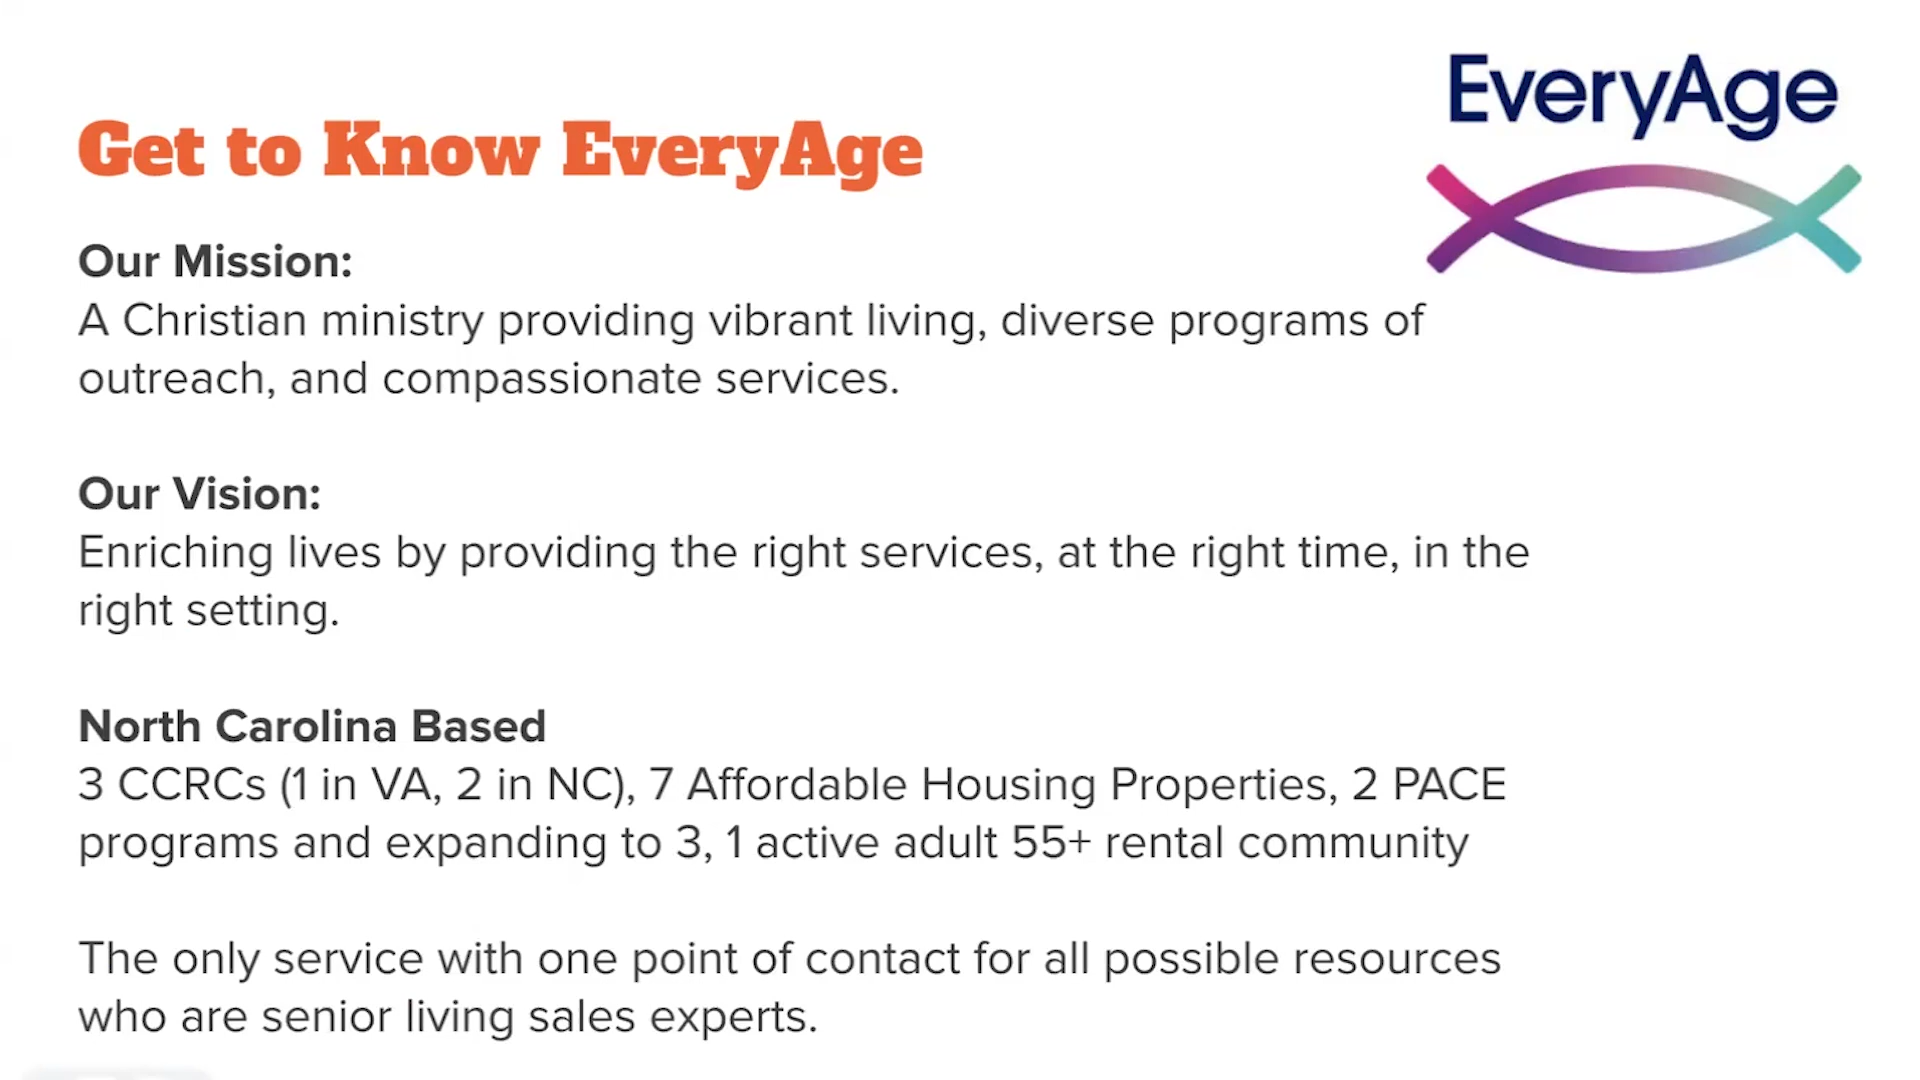 EveryAge
Get to Know EveryAge
Our Mission:
A Christian ministry providing vibrant living, diverse programs of
outreach, and compassionate services.
Our Vision:
Enriching lives by providing the right services, at the right time, in the
right setting.
North Carolina Based
3 CCRCs (1 in VA, 2 in NC), 7 Affordable Housing Properties, 2 PACE
programs and expanding to 3, 1 active adult 55+ rental community
The only service with one point of contact for all possible resources
who are senior living sales experts.